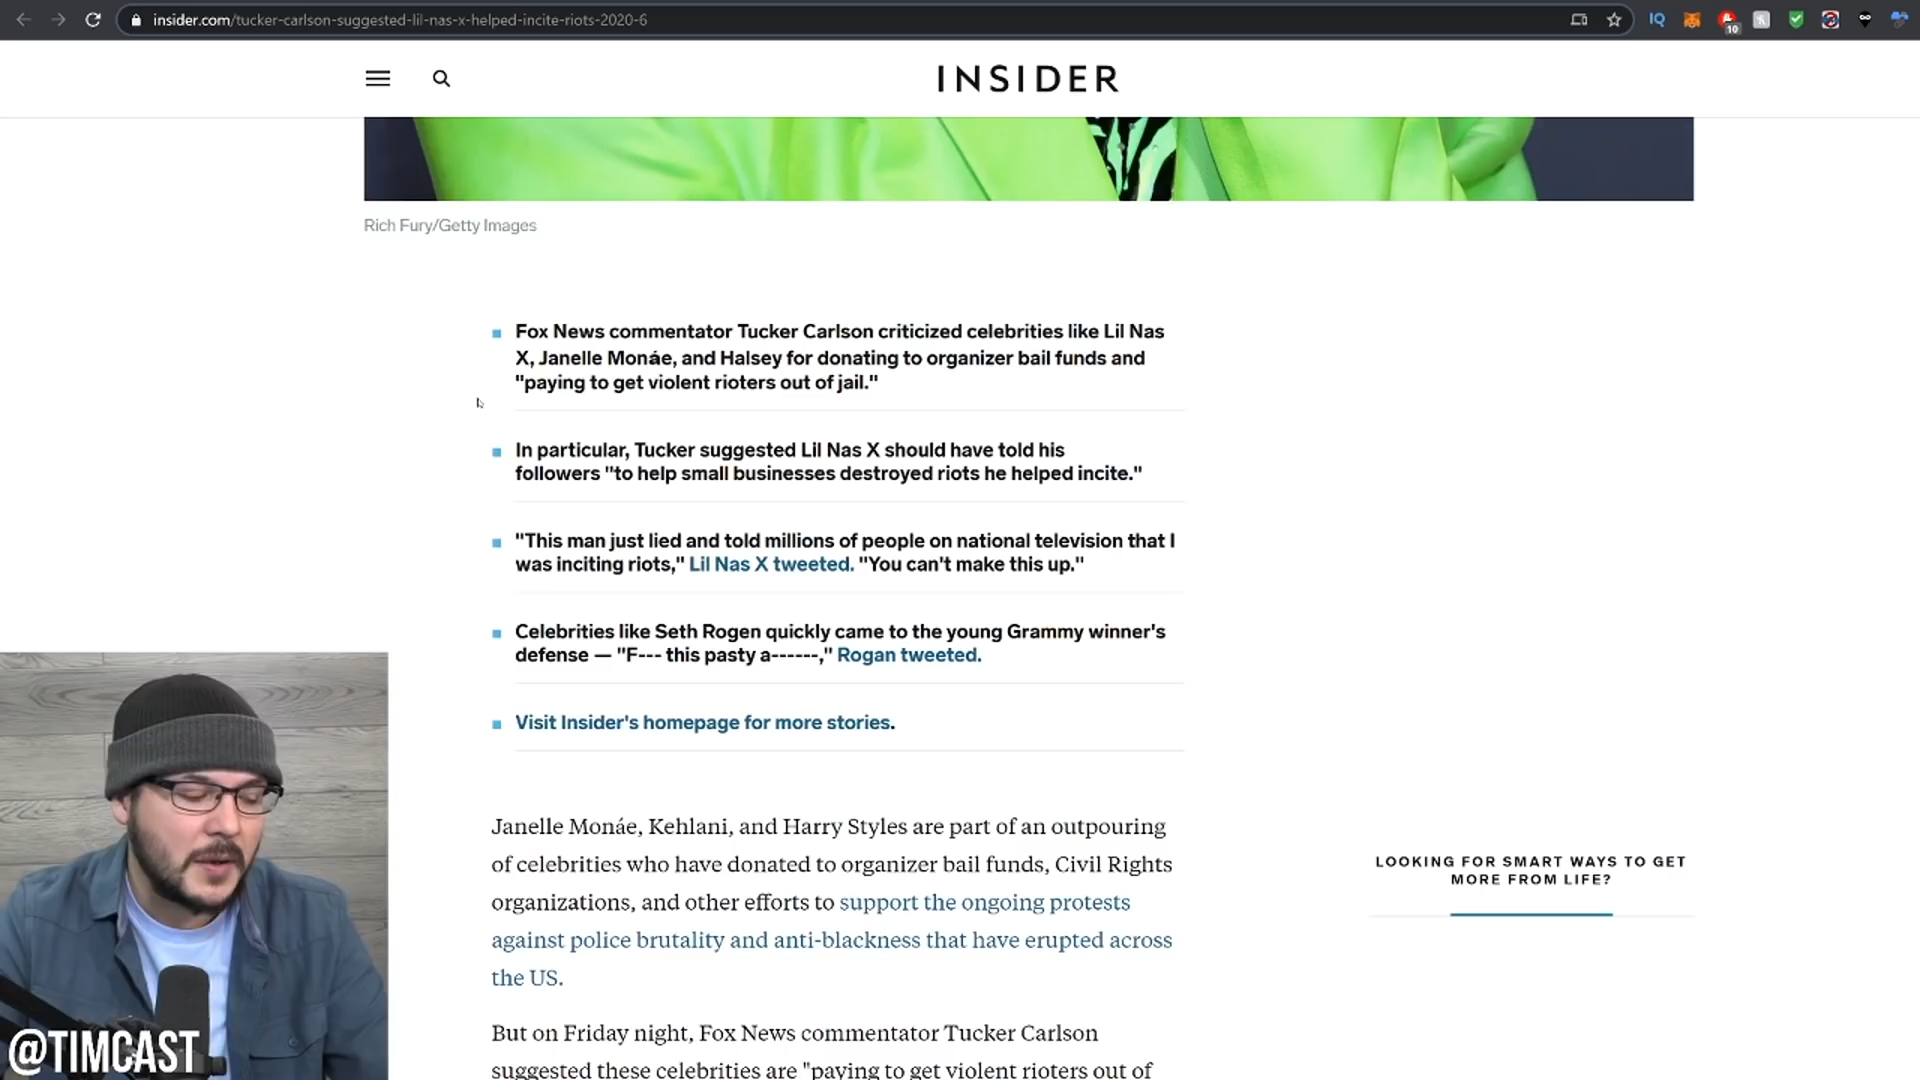 insider.com/tucker-carlson-suggested-lil-nas-x-helped-incite-riots-2020-6
IQ
10
INSIDER
Rich Fury/Getty Images
Fox News commentator Tucker Carlson criticized celebrities like Lil Nas
X, Janelle Monáe, and Halsey for donating to organizer bail funds and
"paying to get violent rioters out of jail."
In particular, Tucker suggested Lil Nas X should have told his
followers "to help small businesses destroyed riots he helped incite."
"This man just lied and told millions of people on national television that I
was inciting riots," Lil Nas X tweeted. "You can't make this up."
Celebrities like Seth Rogen quickly came to the young Grammy winner's
defense — "F--- this pasty a------," Rogan tweeted.
Visit Insider's homepage for more stories.
Janelle Monáe, Kehlani, and Harry Styles are part of an outpouring
of celebrities who have donated to organizer bail funds, Civil Rights
organizations, and other efforts to support the ongoing protests
against police brutality and anti-blackness that have erupted across
the US.
LOOKING FOR SMART WAYS TO GET
MORE FROM LIFE?
But on Friday night, Fox News commentator Tucker Carlson
suggested these celebrities are "paying to get violent rioters out of
@TIMCAST